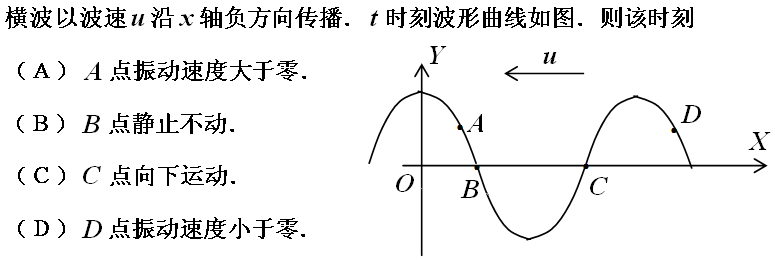 横波以波速u沿x轴负方向传播．t时刻波形曲线如图．则该时刻
（A）A点振动速度大于零．
（B）B点静止不动．
（C）C点向下运动．
（D）D点振动速度小于零．
Y
u
A
D
X
O
B
C